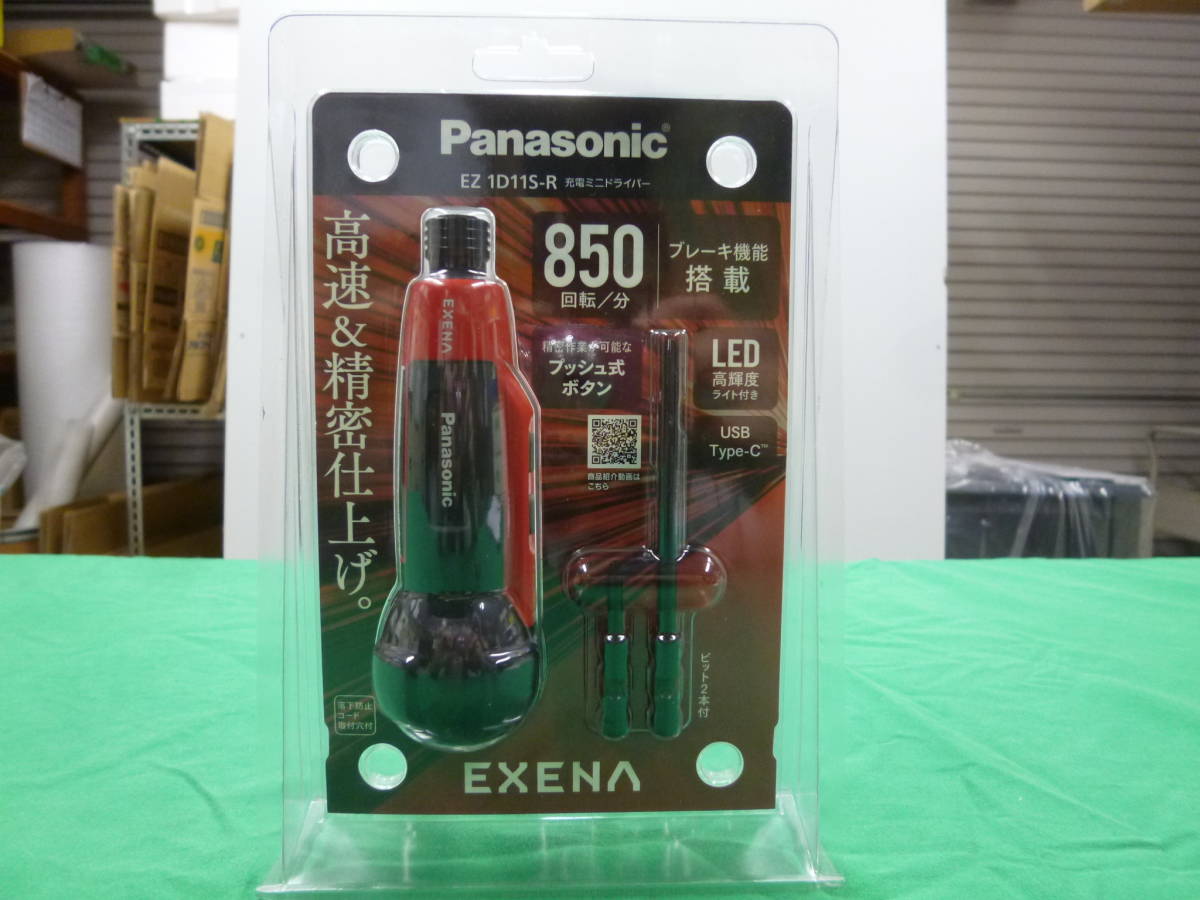 Panasonic®
EZ 1D11S-R 充電ミニドライバー
高速&精密仕上げ。
850
回転/分
ブレーキ機能
搭載
精密作業が可能な
プッシュ式
ボタン
LED
高輝度
ライト付き
USB
Type-C™
商品紹介動画は
こちら
EXENA
Panasonic
ビット2本付
落下防止
コード
取付穴付
EXENA